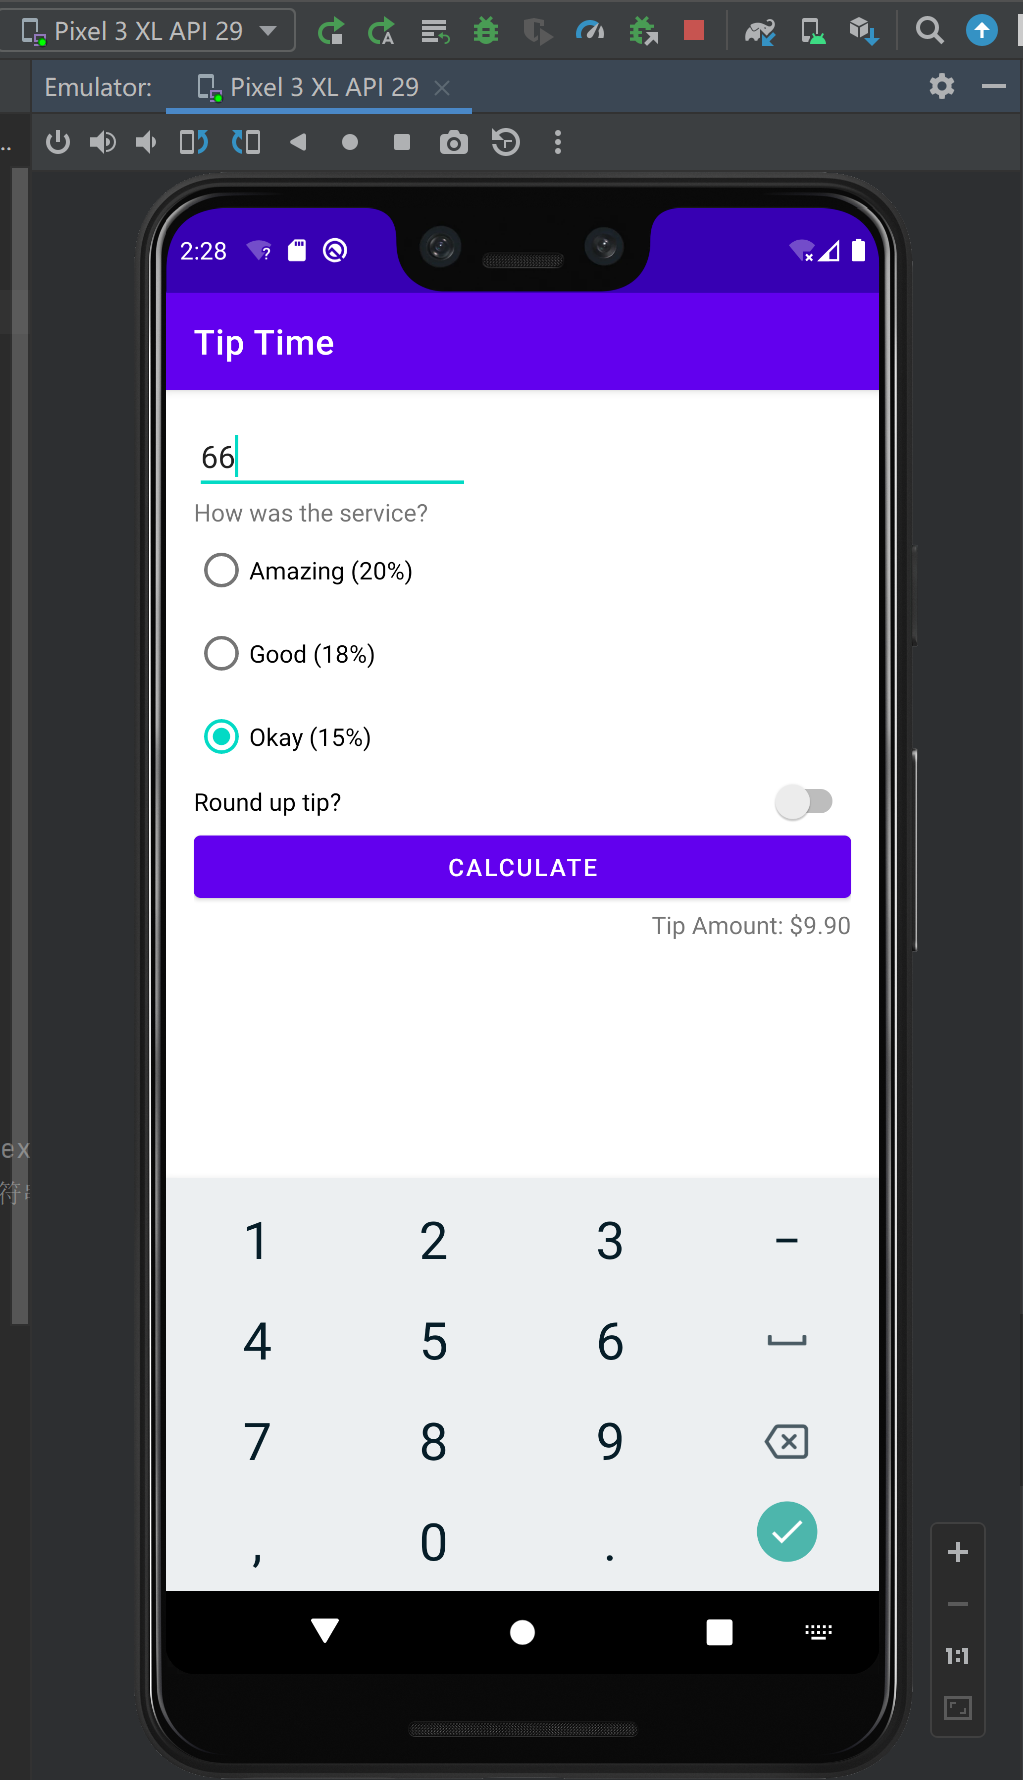 Pixel 3 XL API 29
Emulator: Pixel 3 XL API 29
..
2:28
Tip Time
66
How was the service?
Amazing (20%)
Good (18%)
Okay (15%)
Round up tip?
CALCULATE
Tip Amount: $9.90
ex
符
1 2 3 -
4 5 6
7 8 9
, 0 .
1:1